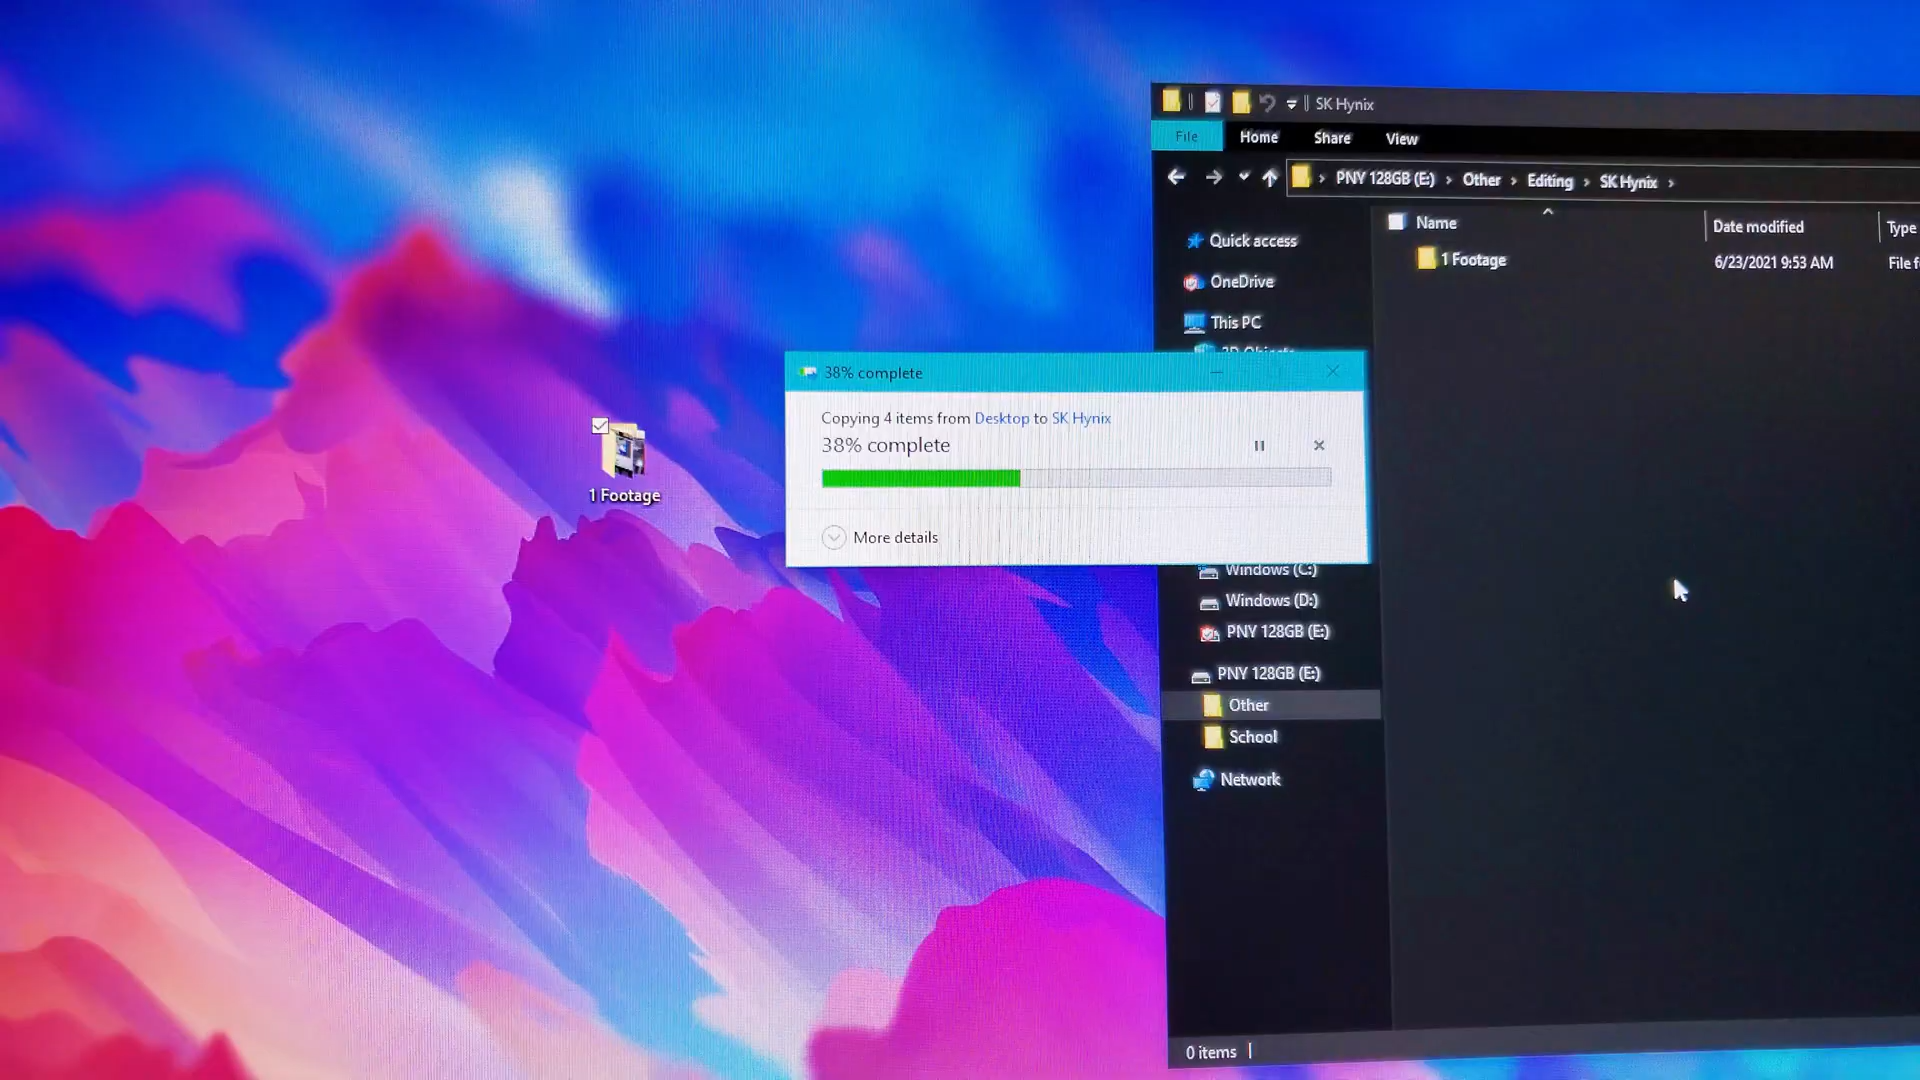 SK Hynix
File Home Share View
PNY 128GB (E:) › Other › Editing › SK Hynix ›
Name Date modified Type
1 Footage 6/23/2021 9:53 AM File f
Quick access
OneDrive
This PC
3D Objects
38% complete
Copying 4 items from Desktop to SK Hynix
38% complete
More details
1 Footage
Windows (C:)
Windows (D:)
PNY 128GB (E:)
PNY 128GB (E:)
Other
School
Network
0 items